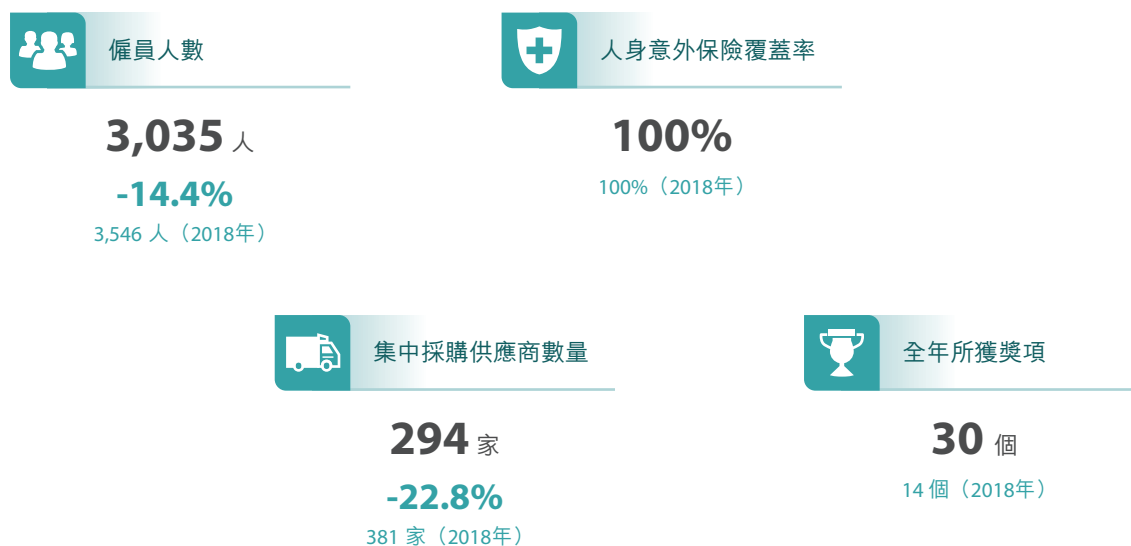 僱員人數
3,035 人
-14.4%
3,546 人（2018年）
人身意外保險覆蓋率
100%
100%（2018年）
集中採購供應商數量
294 家
-22.8%
381 家（2018年）
全年所獲獎項
30 個
14 個（2018年）